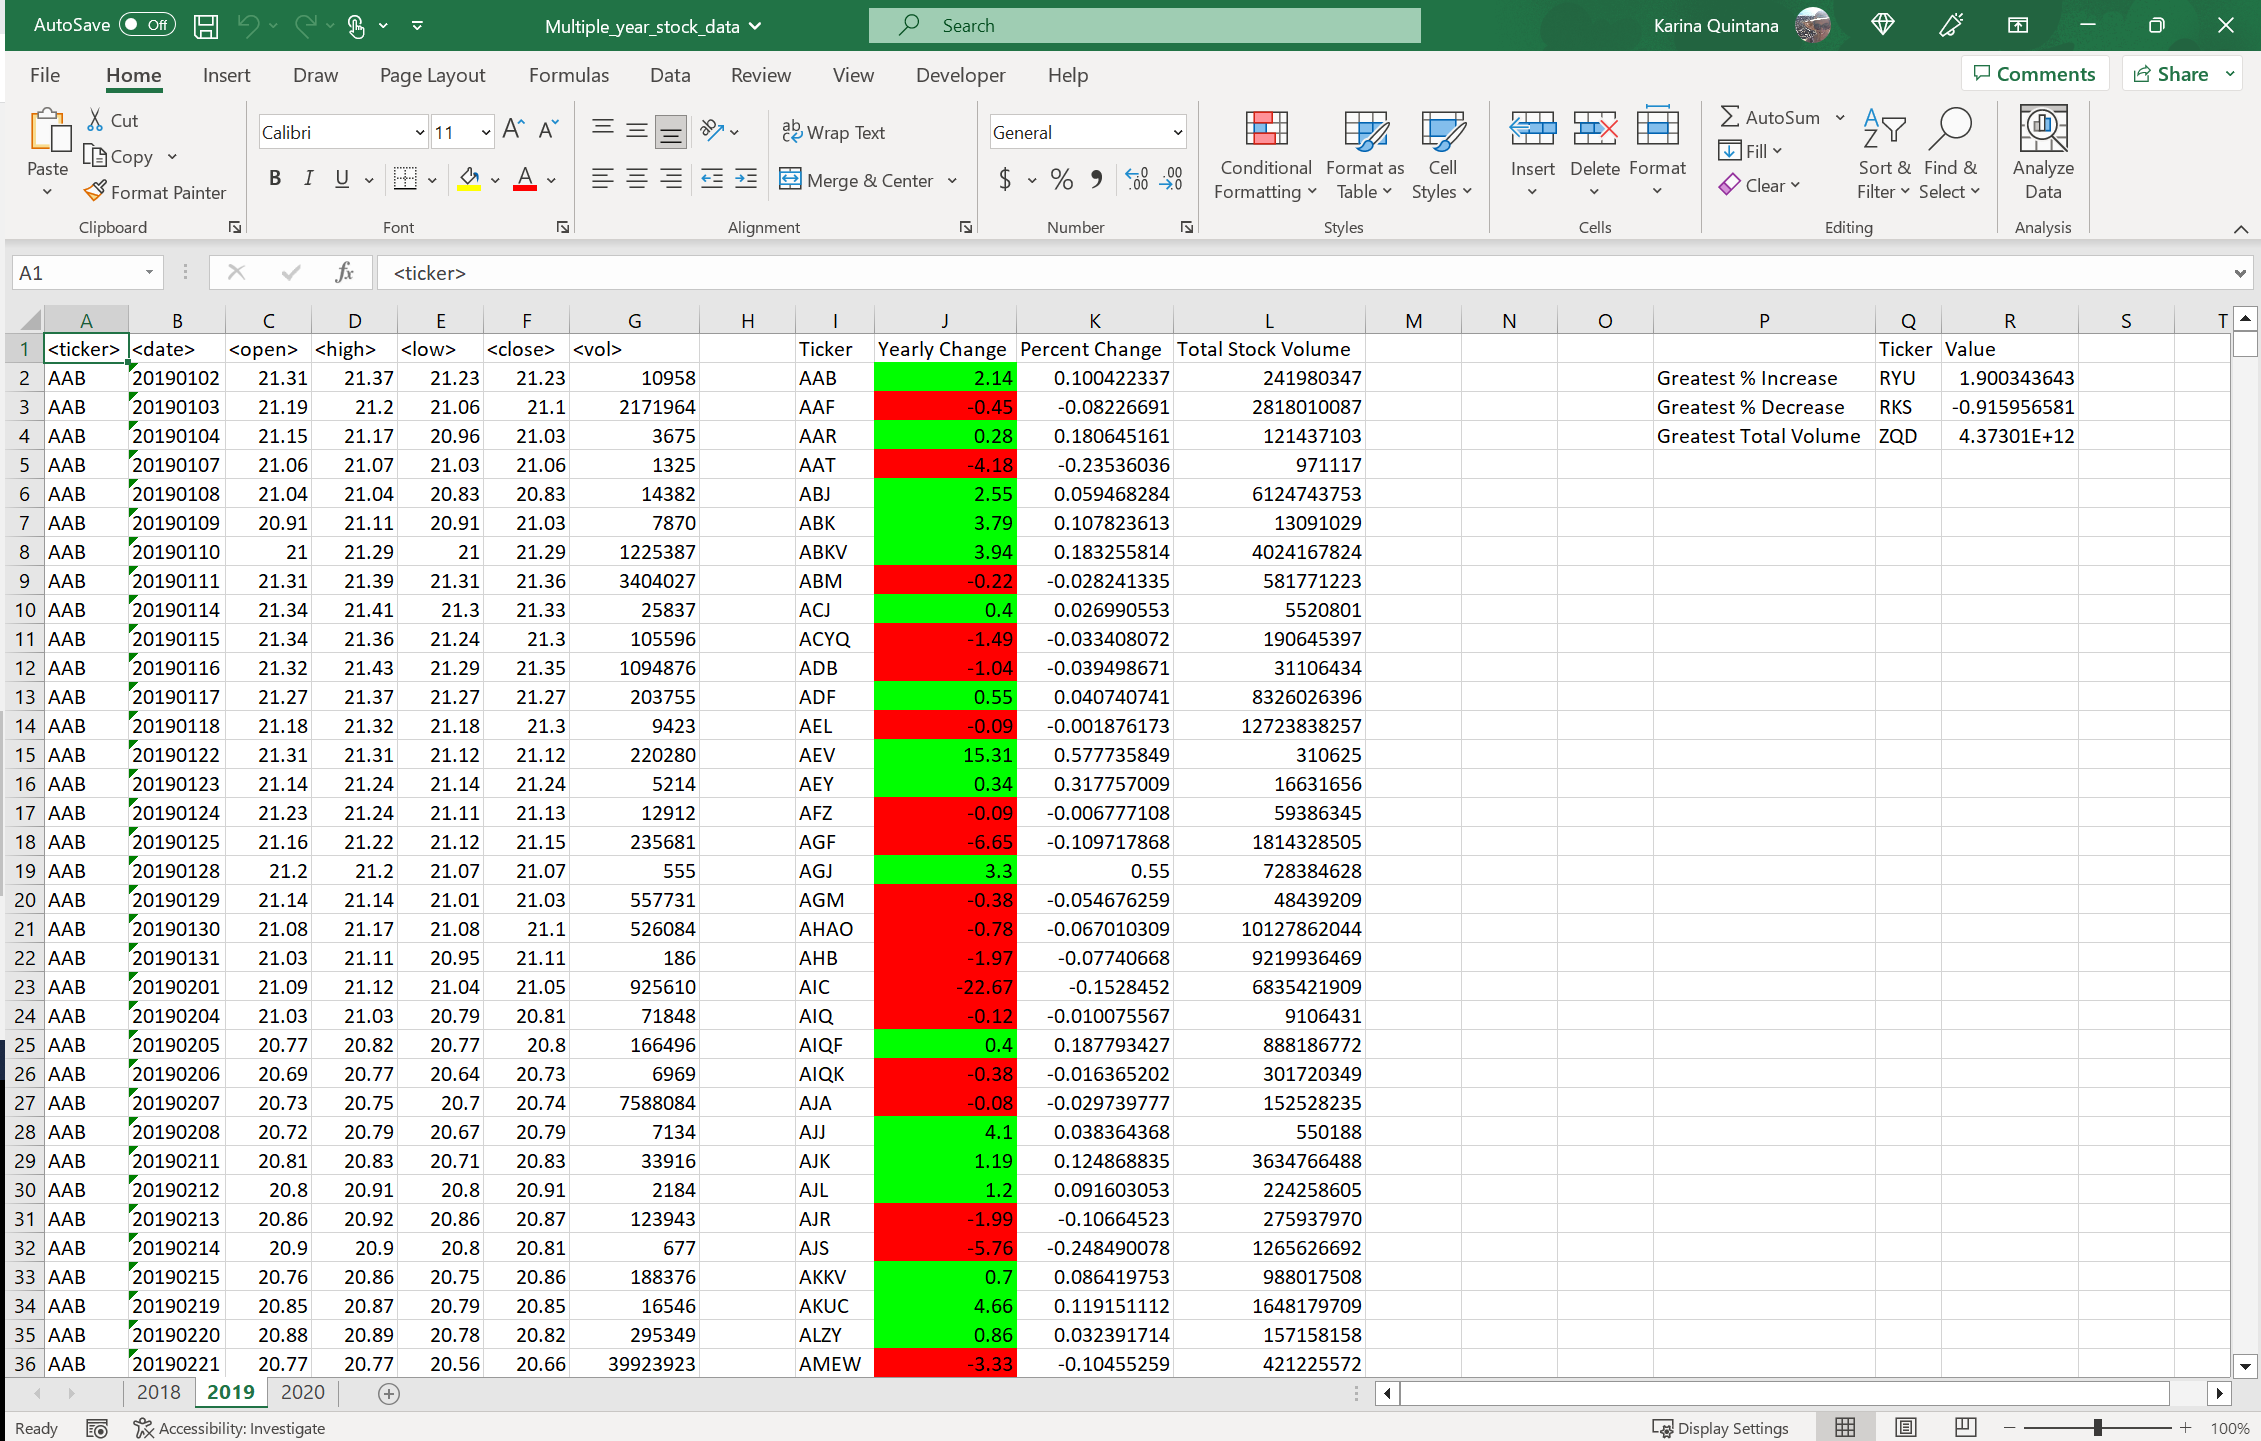 AutoSave Off Multiple_year_stock_data Search Karina Quintana
File Home Insert Draw Page Layout Formulas Data Review View Developer Help Comments Share
Paste Cut Copy Format Painter Clipboard
Calibri 11 B I U A Font
ab Wrap Text Merge & Center Alignment
General $ % Number
Conditional Formatting Format as Table Cell Styles Styles
Insert Delete Format Cells
AutoSum Fill Clear Sort & Filter Find & Select Editing
Analyze Data Analysis
A1 fx <ticker>
A B C D E F G H I J K L M N O P Q R S T
1 <ticker> <date> <open> <high> <low> <close> <vol> Ticker Yearly Change Percent Change Total Stock Volume Ticker Value
2 AAB 20190102 21.31 21.37 21.23 21.23 10958 AAB 2.14 0.100422337 241980347 Greatest % Increase RYU 1.900343643
3 AAB 20190103 21.19 21.2 21.06 21.1 2171964 AAF -0.45 -0.08226691 2818010087 Greatest % Decrease RKS -0.915956581
4 AAB 20190104 21.15 21.17 20.96 21.03 3675 AAR 0.28 0.180645161 121437103 Greatest Total Volume ZQD 4.37301E+12
5 AAB 20190107 21.06 21.07 21.03 21.06 1325 AAT -4.18 -0.23536036 971117
6 AAB 20190108 21.04 21.04 20.83 20.83 14382 ABJ 2.55 0.059468284 6124743753
7 AAB 20190109 20.91 21.11 20.91 21.03 7870 ABK 3.79 0.107823613 13091029
8 AAB 20190110 21 21.29 21 21.29 1225387 ABKV 3.94 0.183255814 4024167824
9 AAB 20190111 21.31 21.39 21.31 21.36 3404027 ABM -0.22 -0.028241335 581771223
10 AAB 20190114 21.34 21.41 21.3 21.33 25837 ACJ 0.4 0.026990553 5520801
11 AAB 20190115 21.34 21.36 21.24 21.3 105596 ACYQ -1.49 -0.033408072 190645397
12 AAB 20190116 21.32 21.43 21.29 21.35 1094876 ADB -1.04 -0.039498671 31106434
13 AAB 20190117 21.27 21.37 21.27 21.27 203755 ADF 0.55 0.040740741 8326026396
14 AAB 20190118 21.18 21.32 21.18 21.3 9423 AEL -0.09 -0.001876173 12723838257
15 AAB 20190122 21.31 21.31 21.12 21.12 220280 AEV 15.31 0.577735849 310625
16 AAB 20190123 21.14 21.24 21.14 21.24 5214 AEY 0.34 0.317757009 16631656
17 AAB 20190124 21.23 21.24 21.11 21.13 12912 AFZ -0.09 -0.006777108 59386345
18 AAB 20190125 21.16 21.22 21.12 21.15 235681 AGF -6.65 -0.109717868 1814328505
19 AAB 20190128 21.2 21.2 21.07 21.07 555 AGJ 3.3 0.55 728384628
20 AAB 20190129 21.14 21.14 21.01 21.03 557731 AGM -0.38 -0.054676259 48439209
21 AAB 20190130 21.08 21.17 21.08 21.1 526084 AHAO -0.78 -0.067010309 10127862044
22 AAB 20190131 21.03 21.11 20.95 21.11 186 AHB -1.97 -0.07740668 9219936469
23 AAB 20190201 21.09 21.12 21.04 21.05 925610 AIC -22.67 -0.1528452 6835421909
24 AAB 20190204 21.03 21.03 20.79 20.81 71848 AIQ -0.12 -0.010075567 9106431
25 AAB 20190205 20.77 20.82 20.77 20.8 166496 AIQF 0.4 0.187793427 888186772
26 AAB 20190206 20.69 20.77 20.64 20.73 6969 AIQK -0.38 -0.016365202 301720349
27 AAB 20190207 20.73 20.75 20.7 20.74 7588084 AJA -0.08 -0.029739777 152528235
28 AAB 20190208 20.72 20.79 20.67 20.79 7134 AJJ 4.1 0.038364368 550188
29 AAB 20190211 20.81 20.83 20.71 20.83 33916 AJK 1.19 0.124868835 3634766488
30 AAB 20190212 20.8 20.91 20.8 20.91 2184 AJL 1.2 0.091603053 224258605
31 AAB 20190213 20.86 20.92 20.86 20.87 123943 AJR -1.99 -0.10664523 275937970
32 AAB 20190214 20.9 20.9 20.8 20.81 677 AJS -5.76 -0.248490078 1265626692
33 AAB 20190215 20.76 20.86 20.75 20.86 188376 AKKV 0.7 0.086419753 988017508
34 AAB 20190219 20.85 20.87 20.79 20.85 16546 AKUC 4.66 0.119151112 1648179709
35 AAB 20190220 20.88 20.89 20.78 20.82 295349 ALZY 0.86 0.032391714 157158158
36 AAB 20190221 20.77 20.77 20.56 20.66 39923923 AMEW -3.33 -0.10455259 421225572
2018 2019 2020
Ready Accessibility: Investigate Display Settings 100%